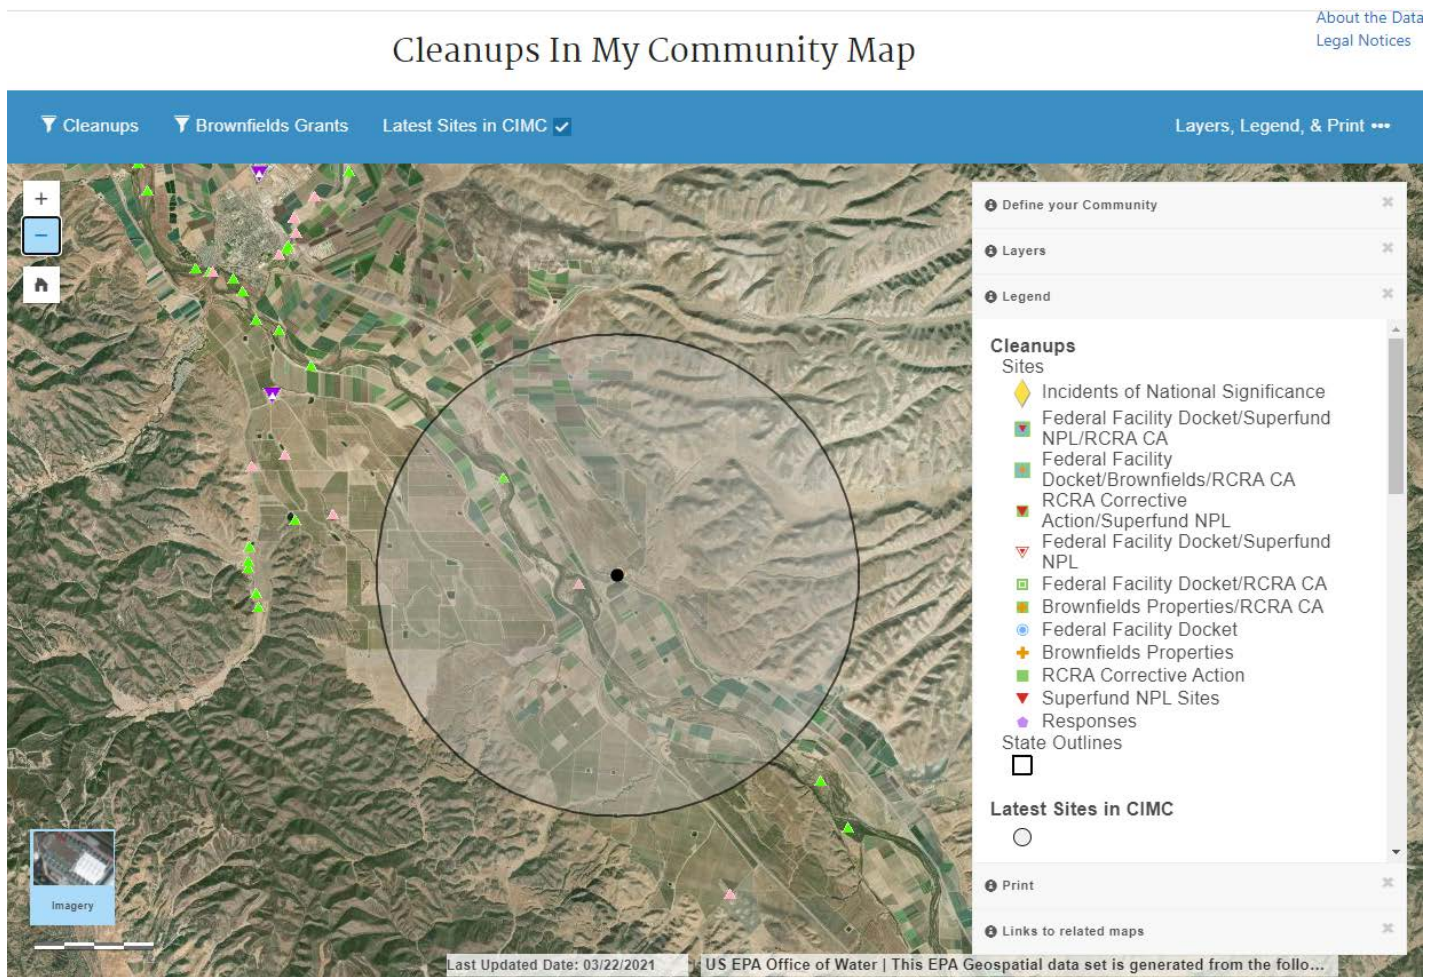 About the Data
Legal Notices
Cleanups In My Community Map
Cleanups
Brownfields Grants
Latest Sites in CIMC
Layers, Legend, & Print •••
+
−
Define your Community
Layers
Legend
Cleanups
Sites
Incidents of National Significance
Federal Facility Docket/Superfund
NPL/RCRA CA
Federal Facility
Docket/Brownfields/RCRA CA
RCRA Corrective
Action/Superfund NPL
Federal Facility Docket/Superfund
NPL
Federal Facility Docket/RCRA CA
Brownfields Properties/RCRA CA
Federal Facility Docket
Brownfields Properties
RCRA Corrective Action
Superfund NPL Sites
Responses
State Outlines
Latest Sites in CIMC
Print
Links to related maps
Imagery
Last Updated Date: 03/22/2021
US EPA Office of Water | This EPA Geospatial data set is generated from the follo...